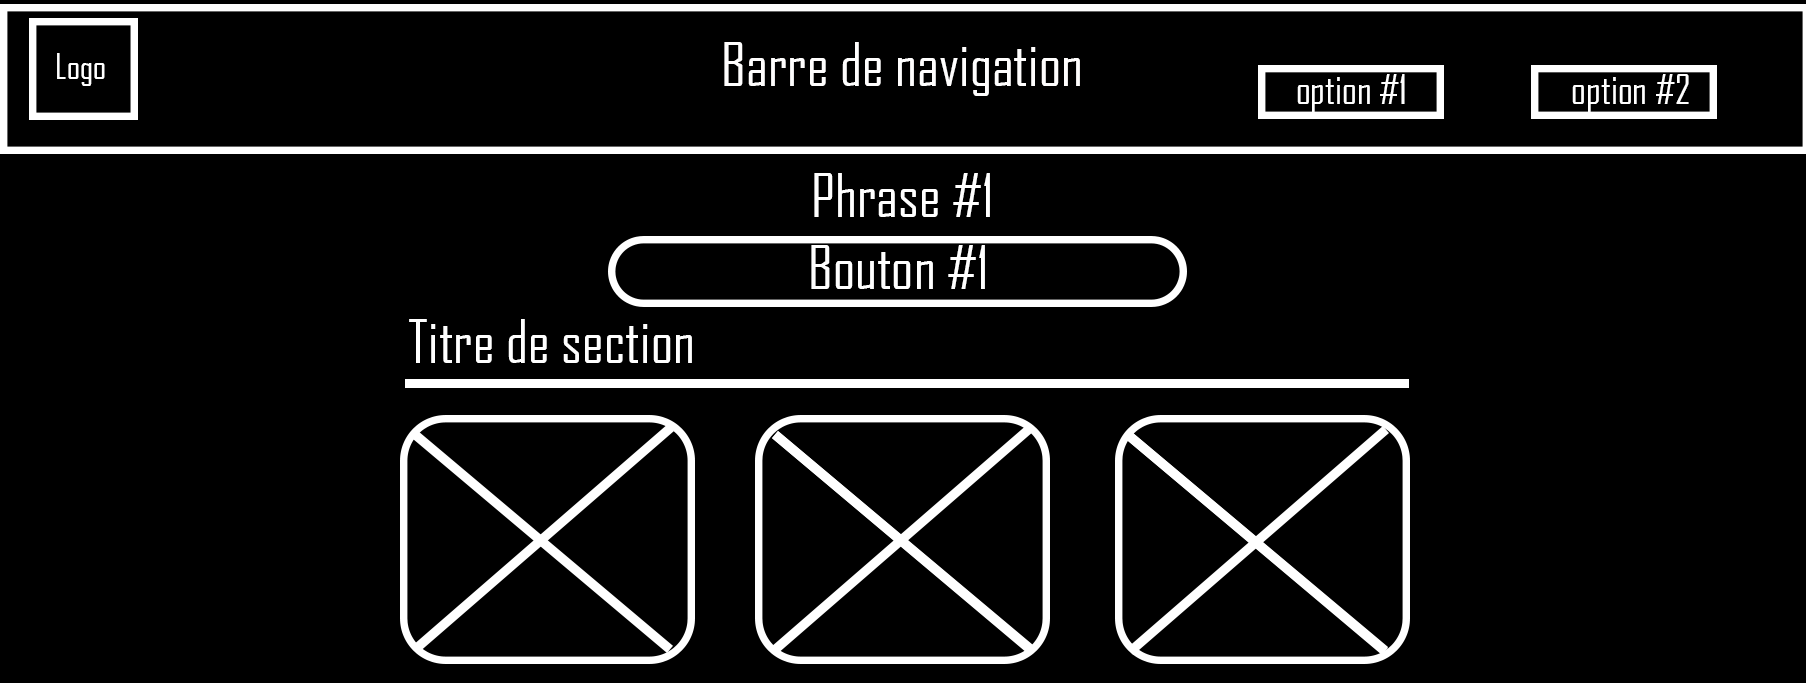 Logo
Barre de navigation
option #1
option #2
Phrase #1
Bouton #1
Titre de section